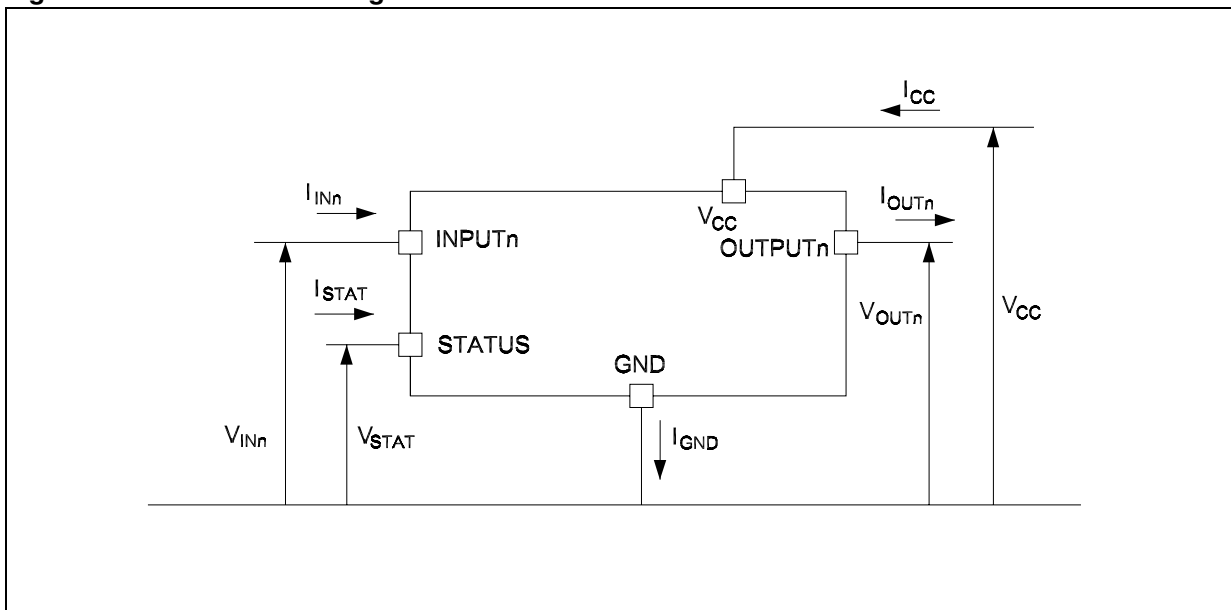 I_CC
I_INn
I_OUTn
V_CC
INPUTn
OUTPUTn
I_STAT
V_OUTn
V_CC
STATUS
GND
V_INn
V_STAT
I_GND